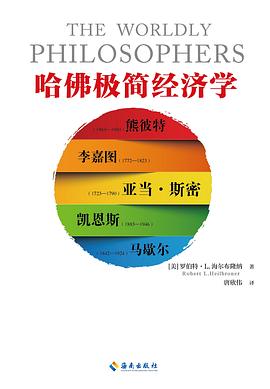 THE WORLDLY
PHILOSOPHERS
哈佛极简经济学
熊彼特
李嘉图(1772—1823)
(1723—1790)亚当·斯密
凯恩斯(1883—1946)
(1842—1924)马歇尔
[美]罗伯特·L.海尔布隆纳 著
Robert L.Heilbroner
唐欣伟 译
海南出版社